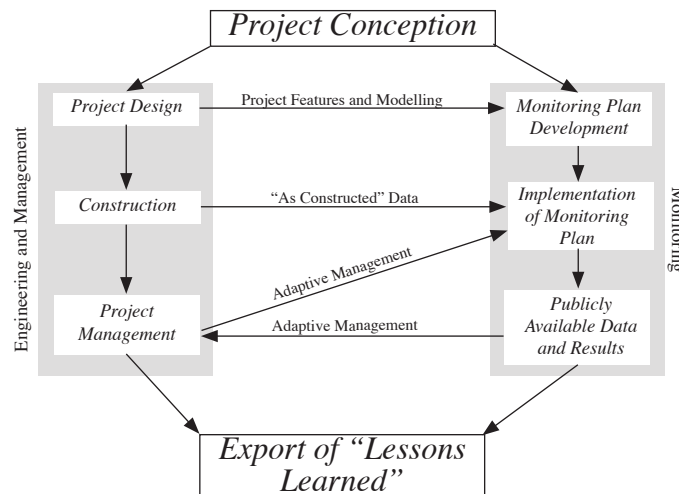 Project Conception
Project Design
Project Features and Modelling
Monitoring Plan
Development
Engineering and Management
Construction
"As Constructed" Data
Implementation
of Monitoring
Plan
Monitoring
Adaptive Management
Project
Management
Adaptive Management
Publicly
Available Data
and Results
Export of "Lessons
Learned"